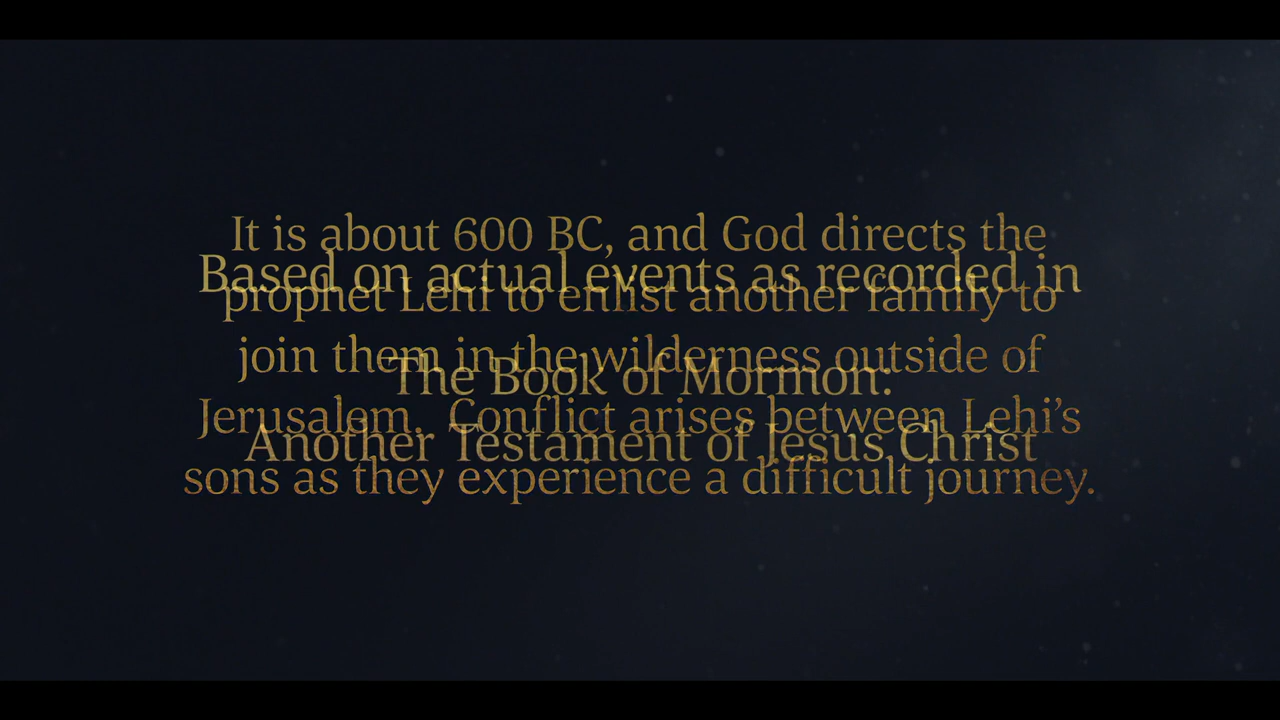 It is about 600 BC, and God directs the
Based on actual events as recorded in
prophet Lehi to enlist another family to
join them in the wilderness outside of
The Book of Mormon:
Jerusalem.  Conflict arises between Lehi’s
Another Testament of Jesus Christ
sons as they experience a difficult journey.